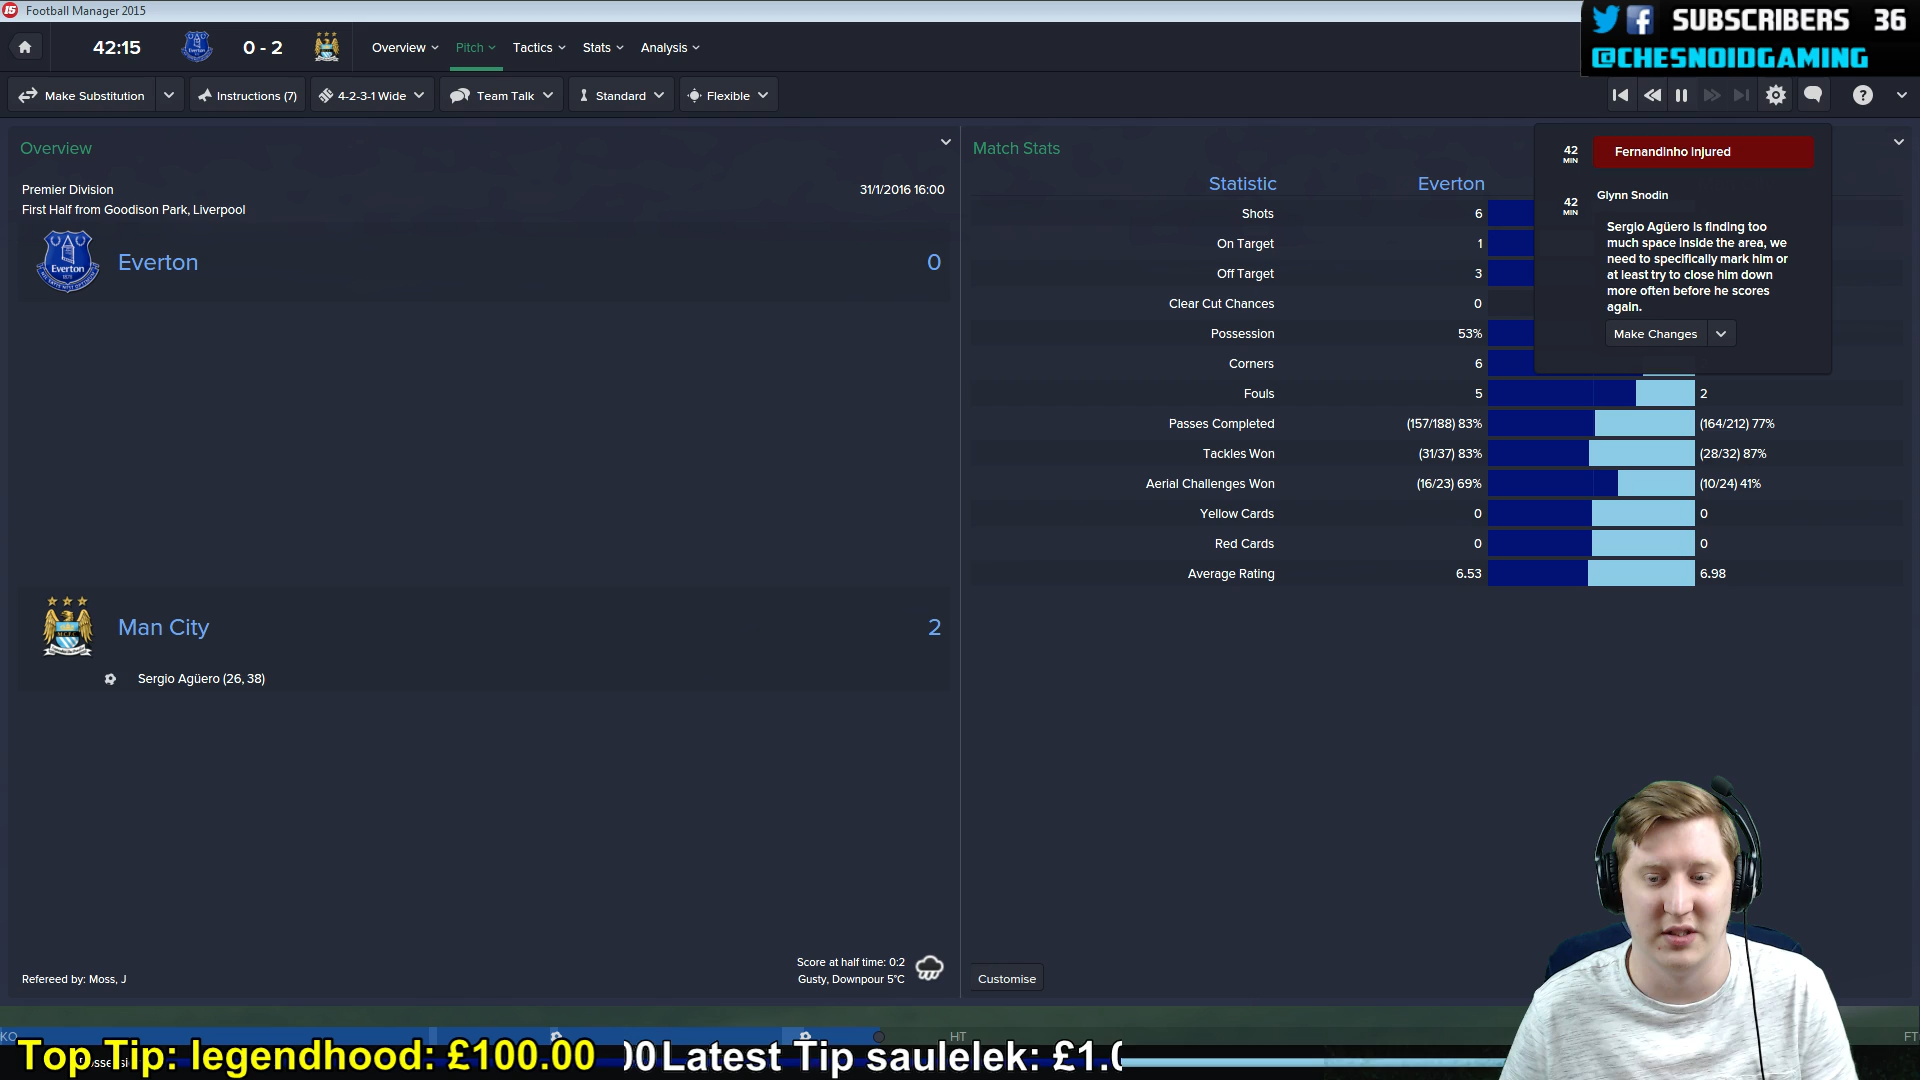 Football Manager 2015
SUBSCRIBERS 36
@CHESNOIDGAMING
42:15
0 - 2
Overview
Pitch
Tactics
Stats
Analysis
Make Substitution
Instructions (7)
4-2-3-1 Wide
Team Talk
Standard
Flexible
Overview
Premier Division
31/1/2016 16:00
First Half from Goodison Park, Liverpool
Everton
Everton 0
Man City 2
Sergio Agüero (26, 38)
Refereed by: Moss, J
Score at half time: 0:2
Gusty, Downpour 5°C
Match Stats
Statistic Everton
Shots 6
On Target 1
Off Target 3
Clear Cut Chances 0
Possession 53%
Corners 6
Fouls 5 2
Passes Completed (157/188) 83% (164/212) 77%
Tackles Won (31/37) 83% (28/32) 87%
Aerial Challenges Won (16/23) 69% (10/24) 41%
Yellow Cards 0 0
Red Cards 0 0
Average Rating 6.53 6.98
Customise
42 MIN Fernandinho Injured
42 MIN Glynn Snodin
Sergio Agüero is finding too
much space inside the area, we
need to specifically mark him or
at least try to close him down
more often before he scores
again.
Make Changes
KO HT FT
Top Tip: legendhood: £100.00
Latest Tip saulelek: £1.0